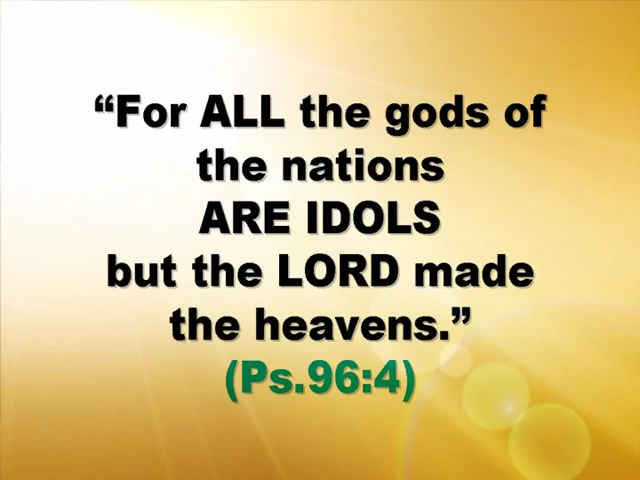 “For ALL the gods of
the nations
ARE IDOLS
but the LORD made
the heavens.”
(Ps.96:4)